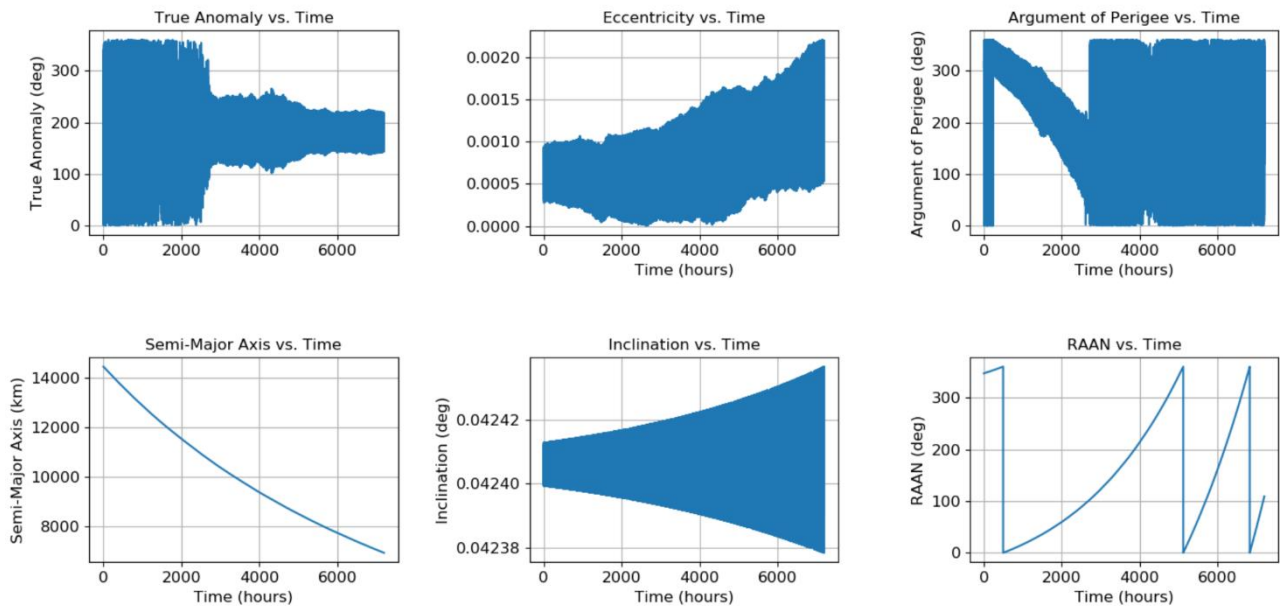 True Anomaly vs. Time
True Anomaly (deg)
300
200
100
0
0 2000 4000 6000
Time (hours)
Eccentricity vs. Time
Eccentricity
0.0020
0.0015
0.0010
0.0005
0.0000
0 2000 4000 6000
Time (hours)
Argument of Perigee vs. Time
Argument of Perigee (deg)
300
200
100
0
0 2000 4000 6000
Time (hours)
Semi-Major Axis vs. Time
Semi-Major Axis (km)
14000
12000
10000
8000
0 2000 4000 6000
Time (hours)
Inclination vs. Time
Inclination (deg)
0.04242
0.04240
0.04238
0 2000 4000 6000
Time (hours)
RAAN vs. Time
RAAN (deg)
300
200
100
0
0 2000 4000 6000
Time (hours)